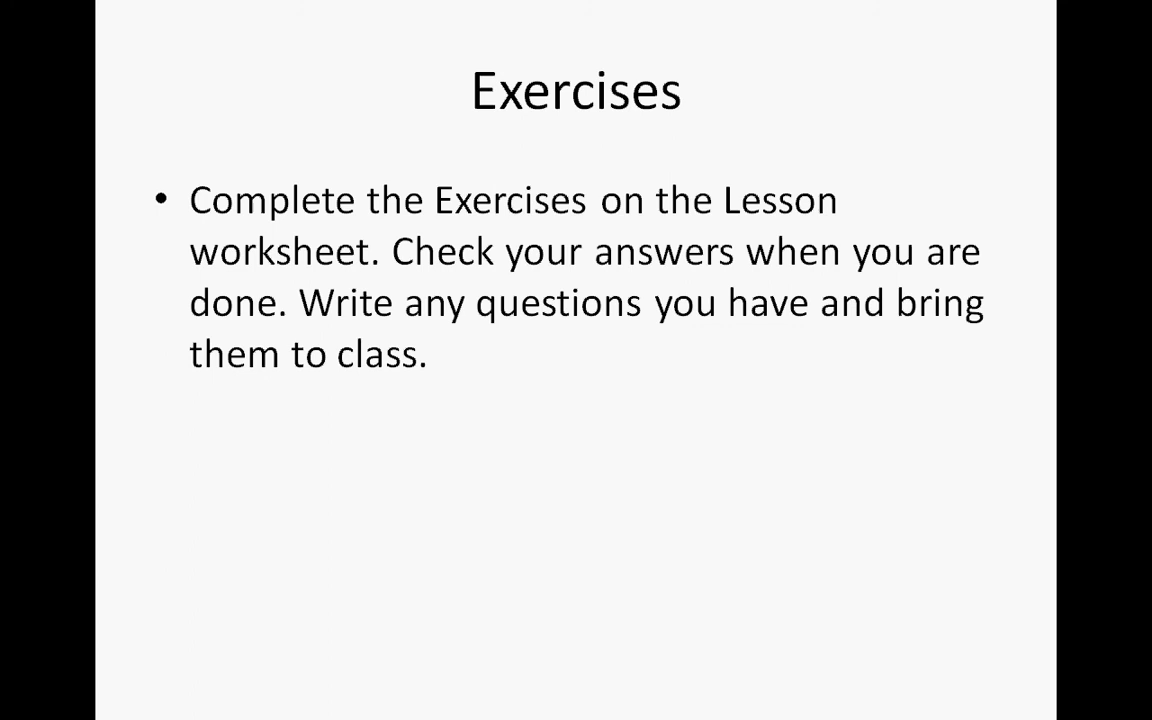 Exercises
• Complete the Exercises on the Lesson
worksheet. Check your answers when you are
done. Write any questions you have and bring
them to class.